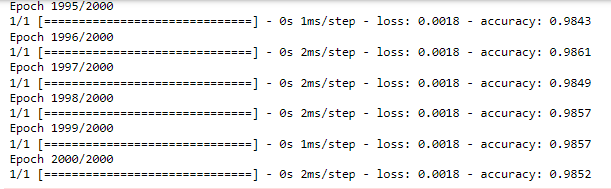 Epoch 1995/2000
1/1 [==============================] - 0s 1ms/step - loss: 0.0018 - accuracy: 0.9843
Epoch 1996/2000
1/1 [==============================] - 0s 2ms/step - loss: 0.0018 - accuracy: 0.9861
Epoch 1997/2000
1/1 [==============================] - 0s 2ms/step - loss: 0.0018 - accuracy: 0.9849
Epoch 1998/2000
1/1 [==============================] - 0s 2ms/step - loss: 0.0018 - accuracy: 0.9857
Epoch 1999/2000
1/1 [==============================] - 0s 1ms/step - loss: 0.0018 - accuracy: 0.9857
Epoch 2000/2000
1/1 [==============================] - 0s 2ms/step - loss: 0.0018 - accuracy: 0.9852